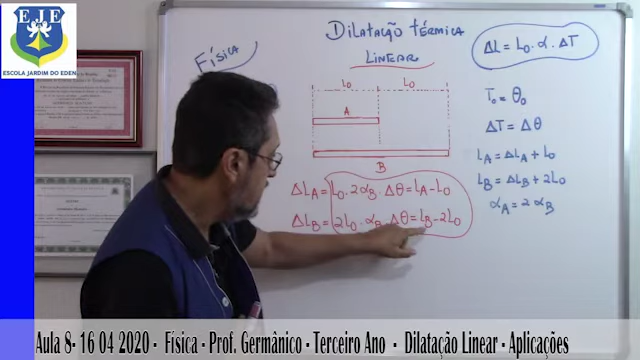 EJE
ESCOLA JARDIM DO EDEN
Física
Dilatação térmica
Linear
ΔL = L₀ · α · ΔT
L₀ L₀
A
B
T₀ = θ₀
ΔT = Δθ
LA = ΔLA + L₀
LB = ΔLB + 2L₀
αA = 2 αB
ΔLA = L₀ · 2αB · Δθ = LA - L₀
ΔLB = 2L₀ · αB · Δθ = LB - 2L₀
Aula 8- 16 04 2020 - Física - Prof. Germânico - Terceiro Ano - Dilatação Linear - Aplicações